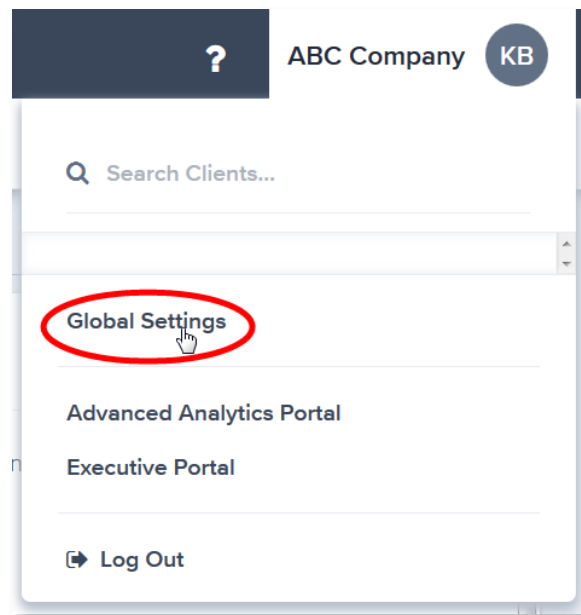 ?
ABC Company KB
Search Clients...
Global Settings
Advanced Analytics Portal
n
Executive Portal
Log Out